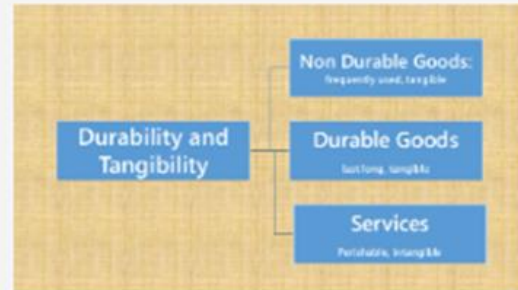 Durability and
Tangibility
Non Durable Goods:
frequently used, tangible
Durable Goods
last long, tangible
Services
Perishable, Intangible